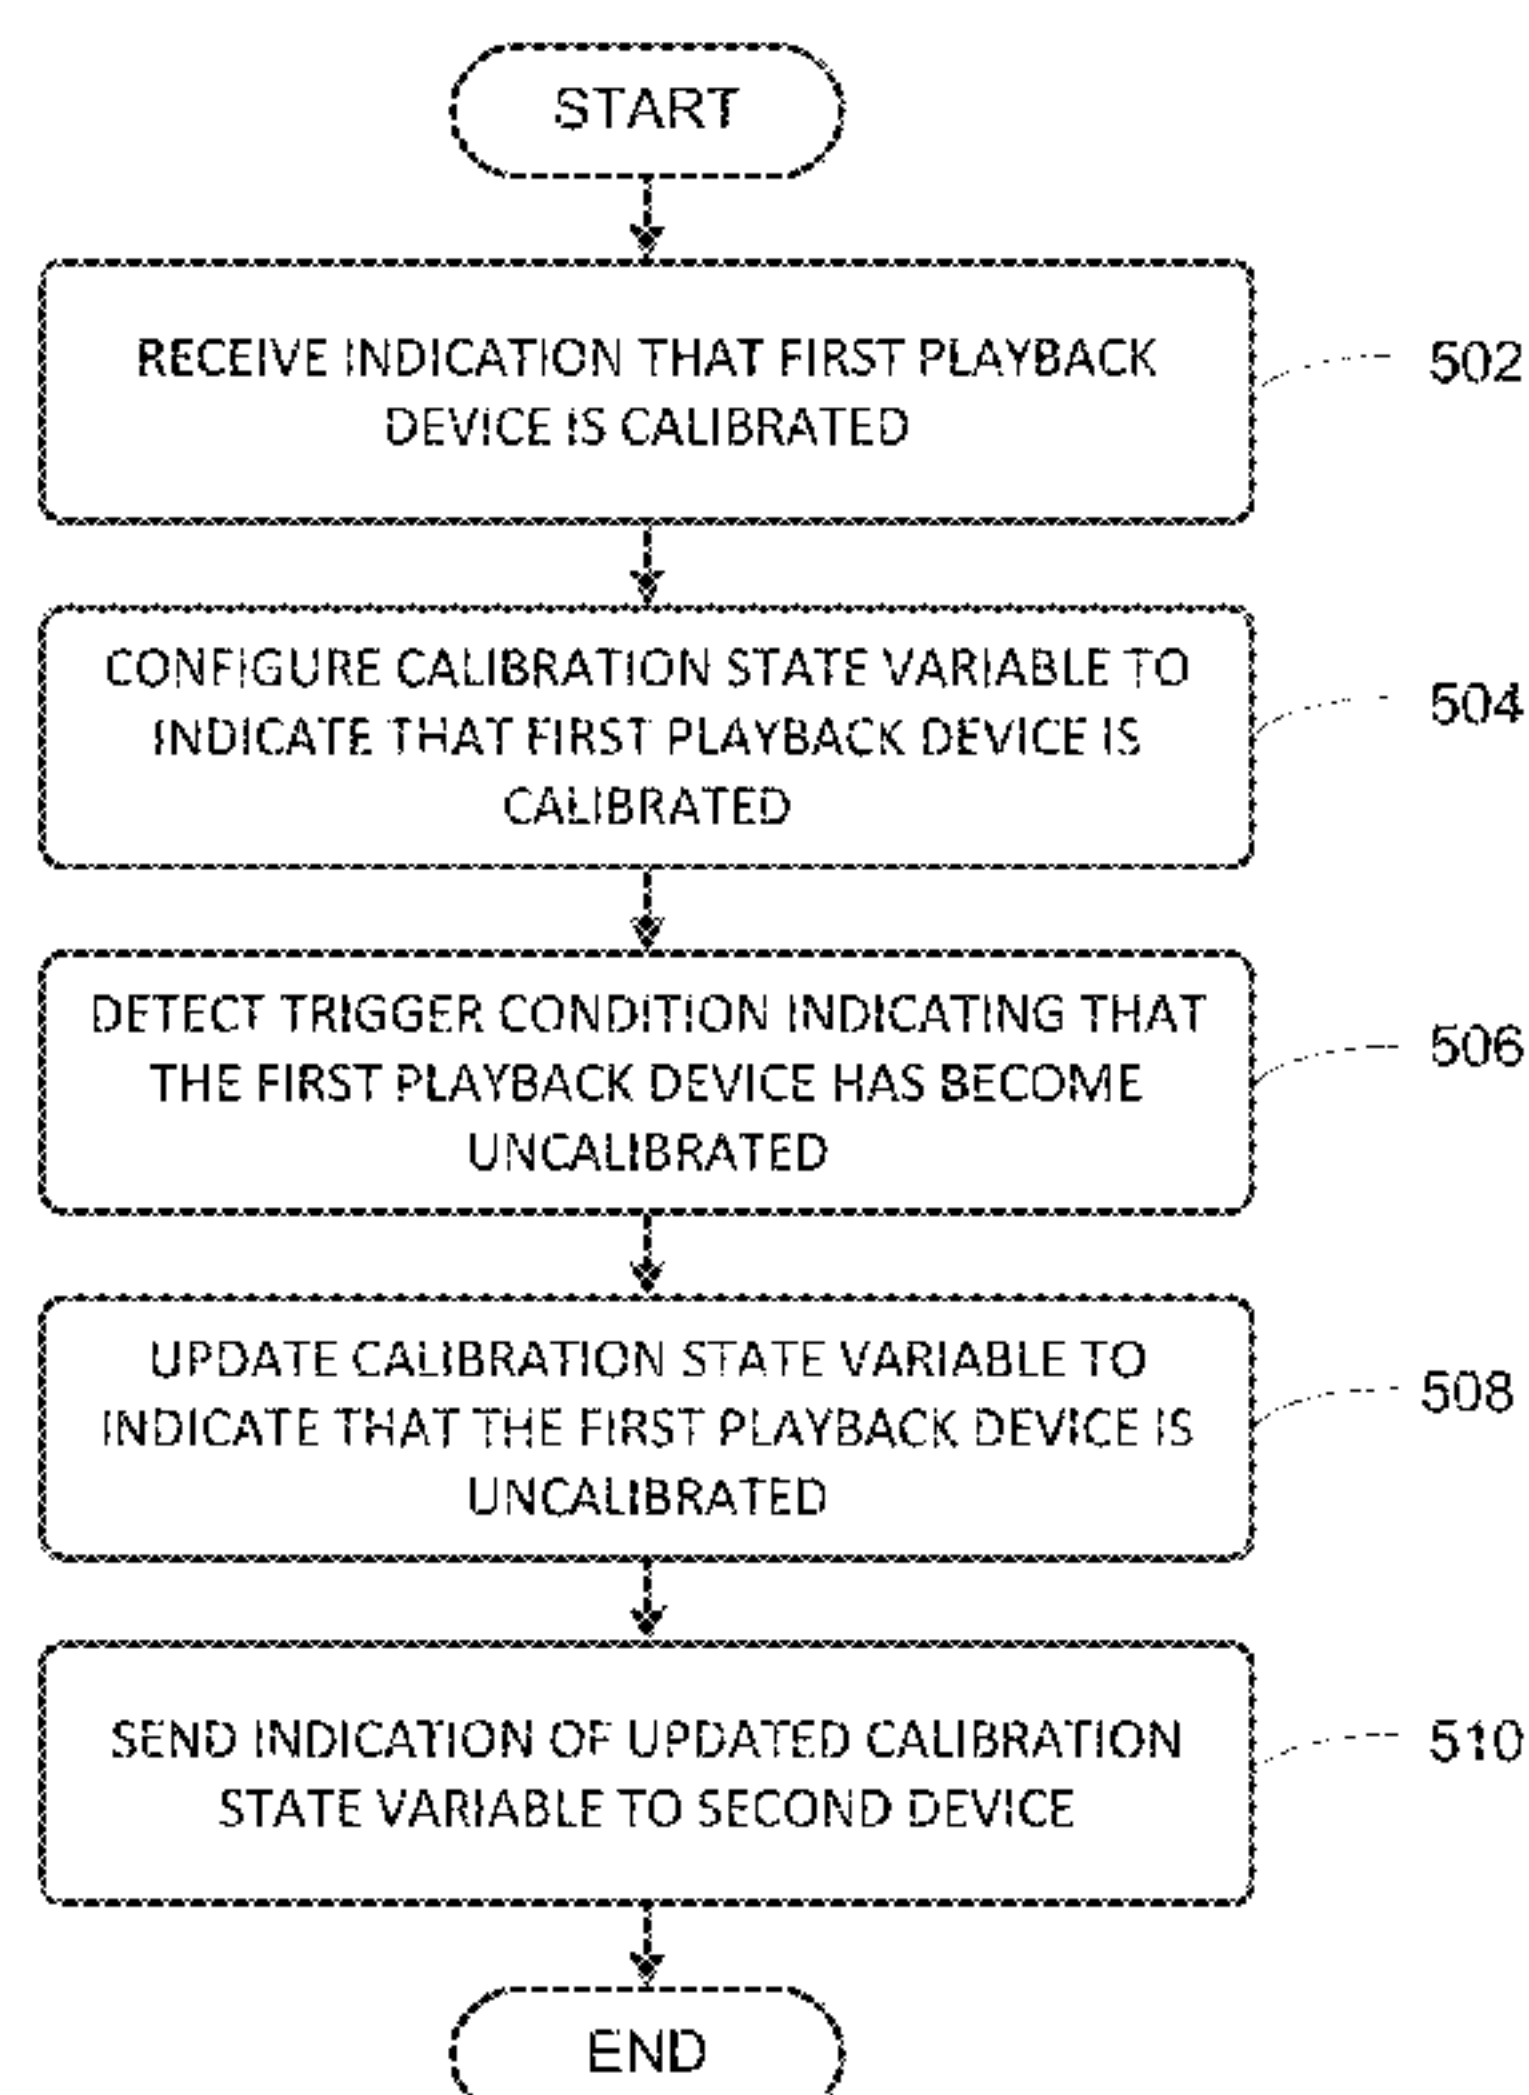 START
RECEIVE INDICATION THAT FIRST PLAYBACK
DEVICE IS CALIBRATED
502
CONFIGURE CALIBRATION STATE VARIABLE TO
INDICATE THAT FIRST PLAYBACK DEVICE IS
CALIBRATED
504
DETECT TRIGGER CONDITION INDICATING THAT
THE FIRST PLAYBACK DEVICE HAS BECOME
UNCALIBRATED
506
UPDATE CALIBRATION STATE VARIABLE TO
INDICATE THAT THE FIRST PLAYBACK DEVICE IS
UNCALIBRATED
508
SEND INDICATION OF UPDATED CALIBRATION
STATE VARIABLE TO SECOND DEVICE
510
END